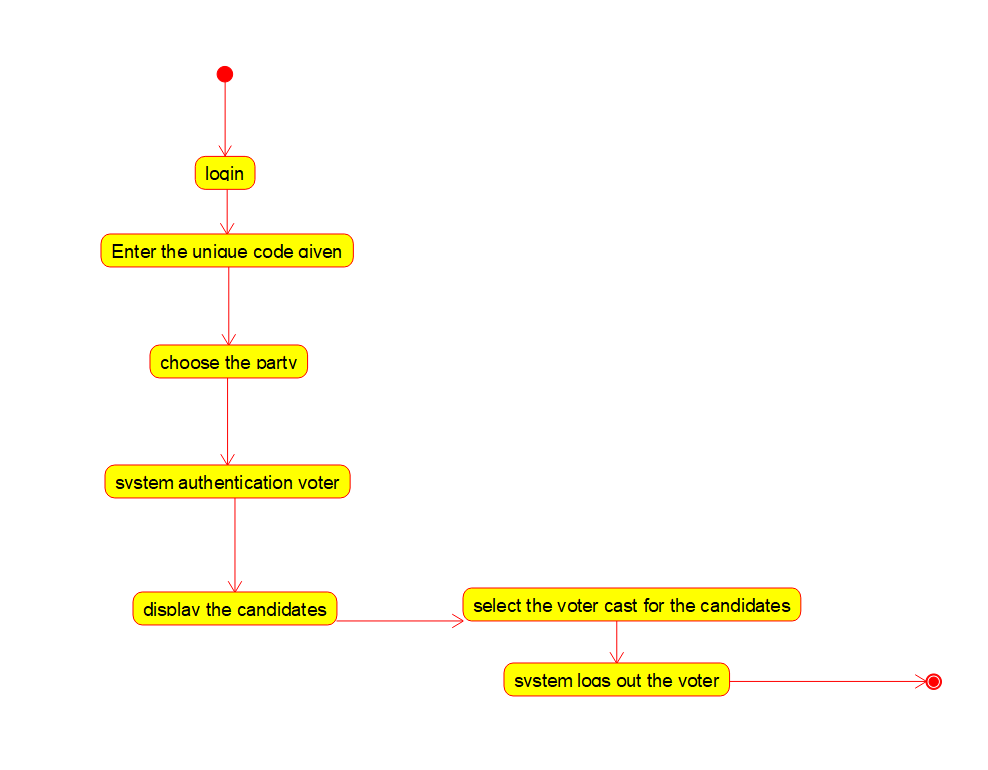 login
Enter the unique code given
choose the party
system authentication voter
display the candidates
select the voter cast for the candidates
system logs out the voter